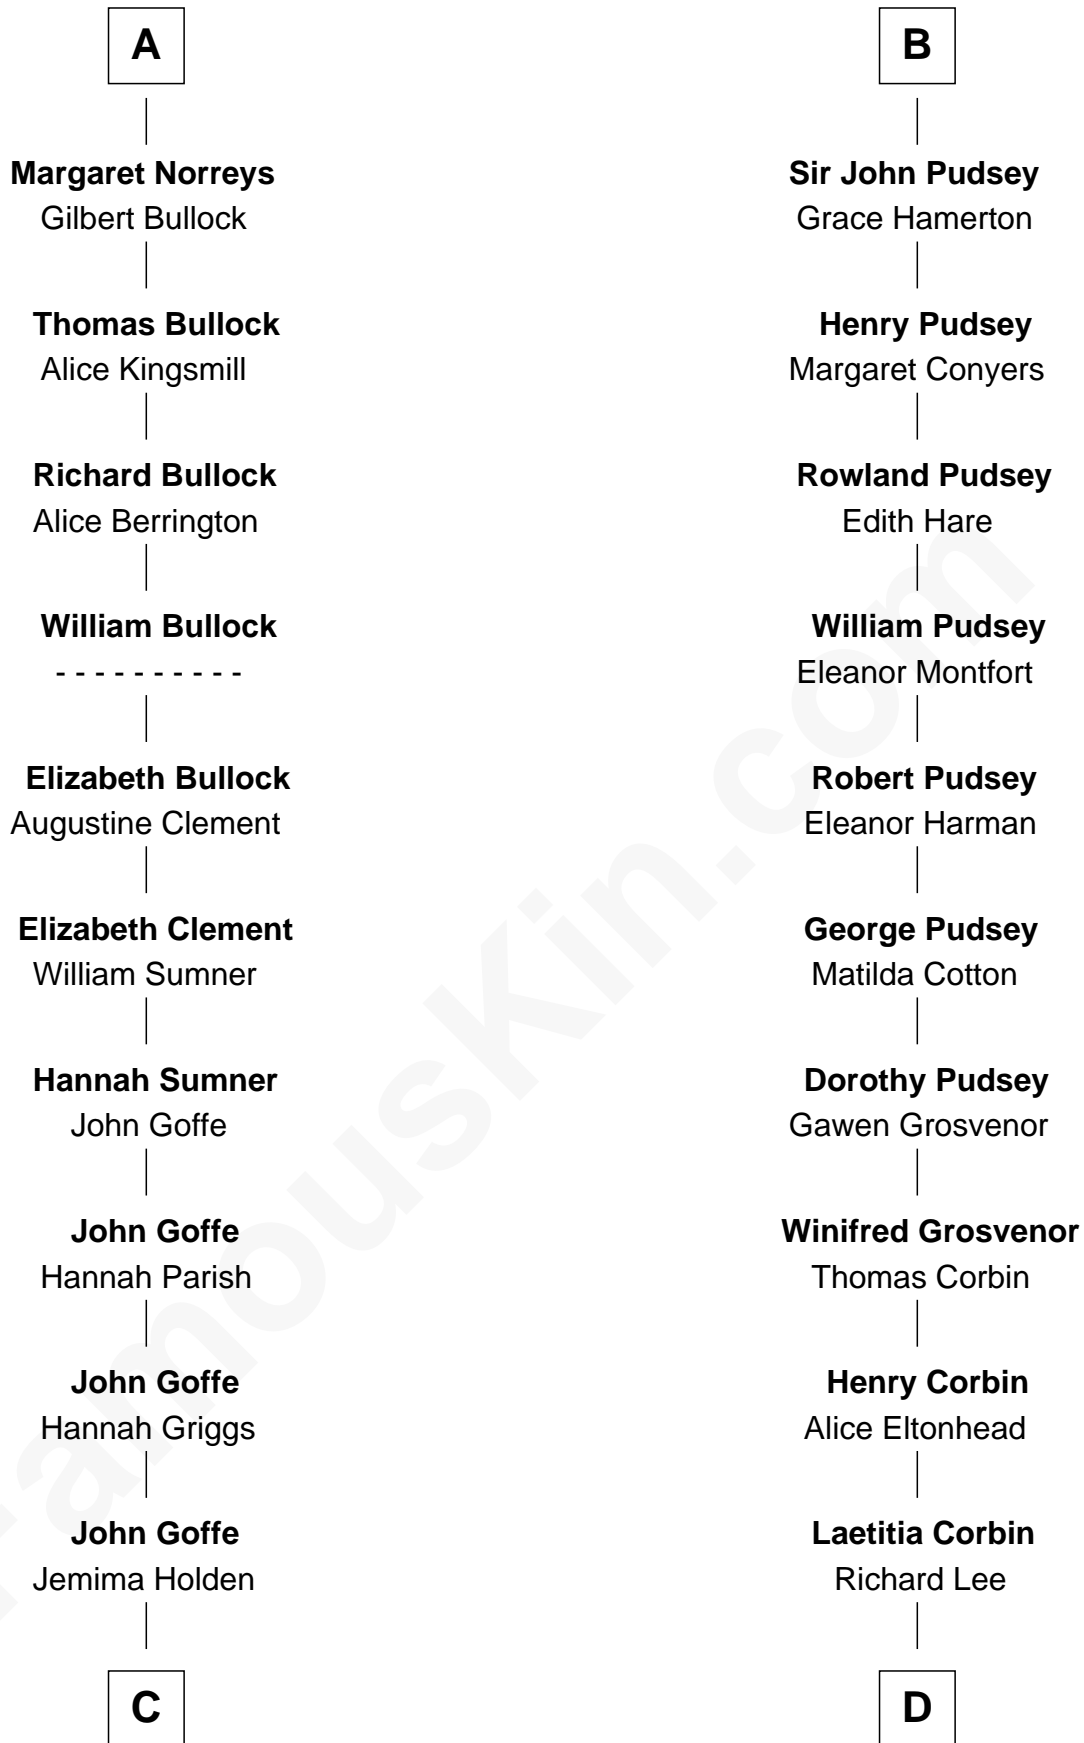 A
Margaret Norreys
Gilbert Bullock
Thomas Bullock
Alice Kingsmill
Richard Bullock
Alice Berrington
William Bullock
- - - - - - - - - -
Elizabeth Bullock
Augustine Clement
Elizabeth Clement
William Sumner
Hannah Sumner
John Goffe
John Goffe
Hannah Parish
John Goffe
Hannah Griggs
John Goffe
Jemima Holden
C
B
Sir John Pudsey
Grace Hamerton
Henry Pudsey
Margaret Conyers
Rowland Pudsey
Edith Hare
William Pudsey
Eleanor Montfort
Robert Pudsey
Eleanor Harman
George Pudsey
Matilda Cotton
Dorothy Pudsey
Gawen Grosvenor
Winifred Grosvenor
Thomas Corbin
Henry Corbin
Alice Eltonhead
Laetitia Corbin
Richard Lee
D
FamousKin.com